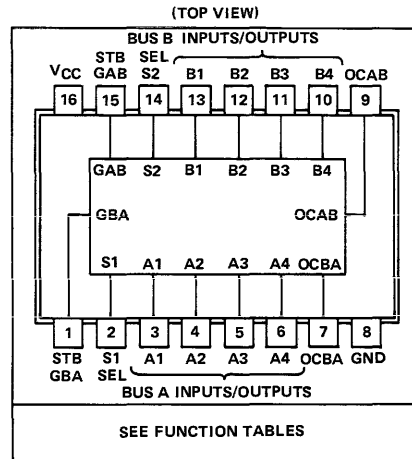 (TOP VIEW)
BUS B INPUTS/OUTPUTS
STB SEL
VCC GAB S2 B1 B2 B3 B4 OCAB
16 15 14 13 12 11 10 9
GAB S2 B1 B2 B3 B4
GBA OCAB
S1 A1 A2 A3 A4 OCBA
1 2 3 4 5 6 7 8
STB S1 A1 A2 A3 A4 OCBA GND
GBA SEL
BUS A INPUTS/OUTPUTS
SEE FUNCTION TABLES